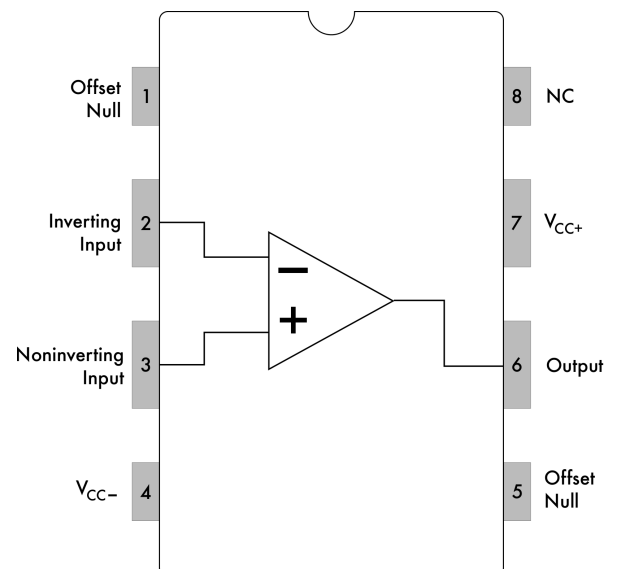 Offset
Null
1
8
NC
Inverting
Input
2
7
VCC+
−
+
Noninverting
Input
3
6
Output
VCC−
4
5
Offset
Null